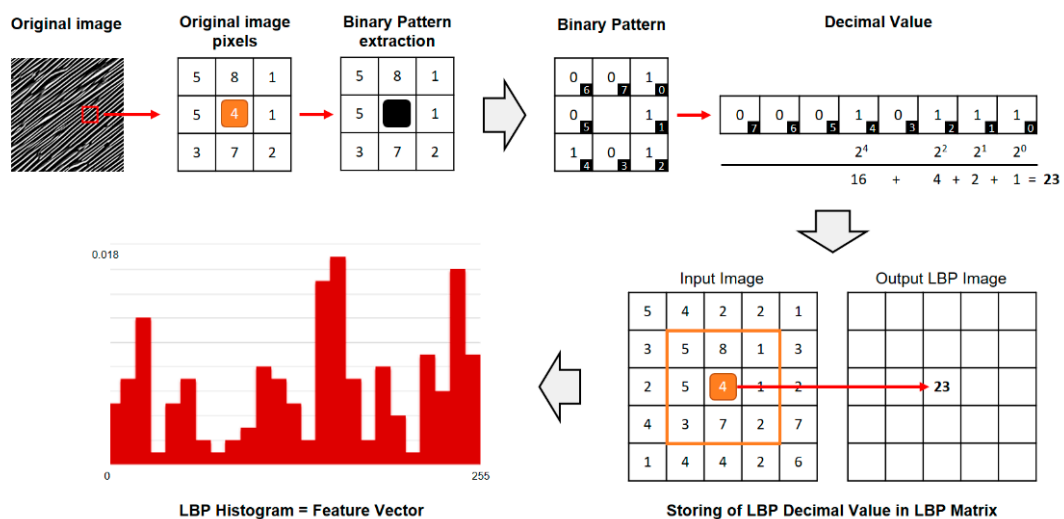 Original image
Original image
pixels
Binary Pattern
extraction
Binary Pattern
Decimal Value
5 8 1
5 4 1
3 7 2
5 8 1
5 1
3 7 2
0 6 0 7 1 0
0 5 1 1
1 4 0 3 1 2
0 7 0 6 0 5 1 4 0 3 1 2 1 1 1 0
2⁴ 2² 2¹ 2⁰
16 + 4 + 2 + 1 = 23
0.018
0 255
LBP Histogram = Feature Vector
Input Image
Output LBP Image
5 4 2 2 1
3 5 8 1 3
2 5 4 1 2
4 3 7 2 7
1 4 4 2 6
23
Storing of LBP Decimal Value in LBP Matrix